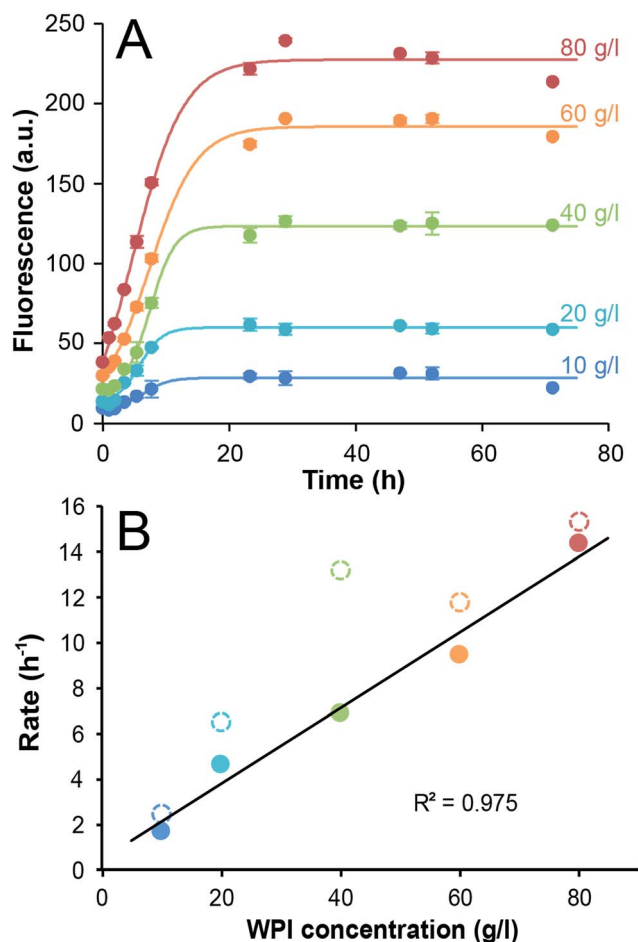 A
Fluorescence (a.u.)
250
200
150
100
50
0
80 g/l
60 g/l
40 g/l
20 g/l
10 g/l
0 20 40 60 80
Time (h)
B
Rate (h⁻¹)
16
14
12
10
8
6
4
2
0
R² = 0.975
0 20 40 60 80
WPI concentration (g/l)